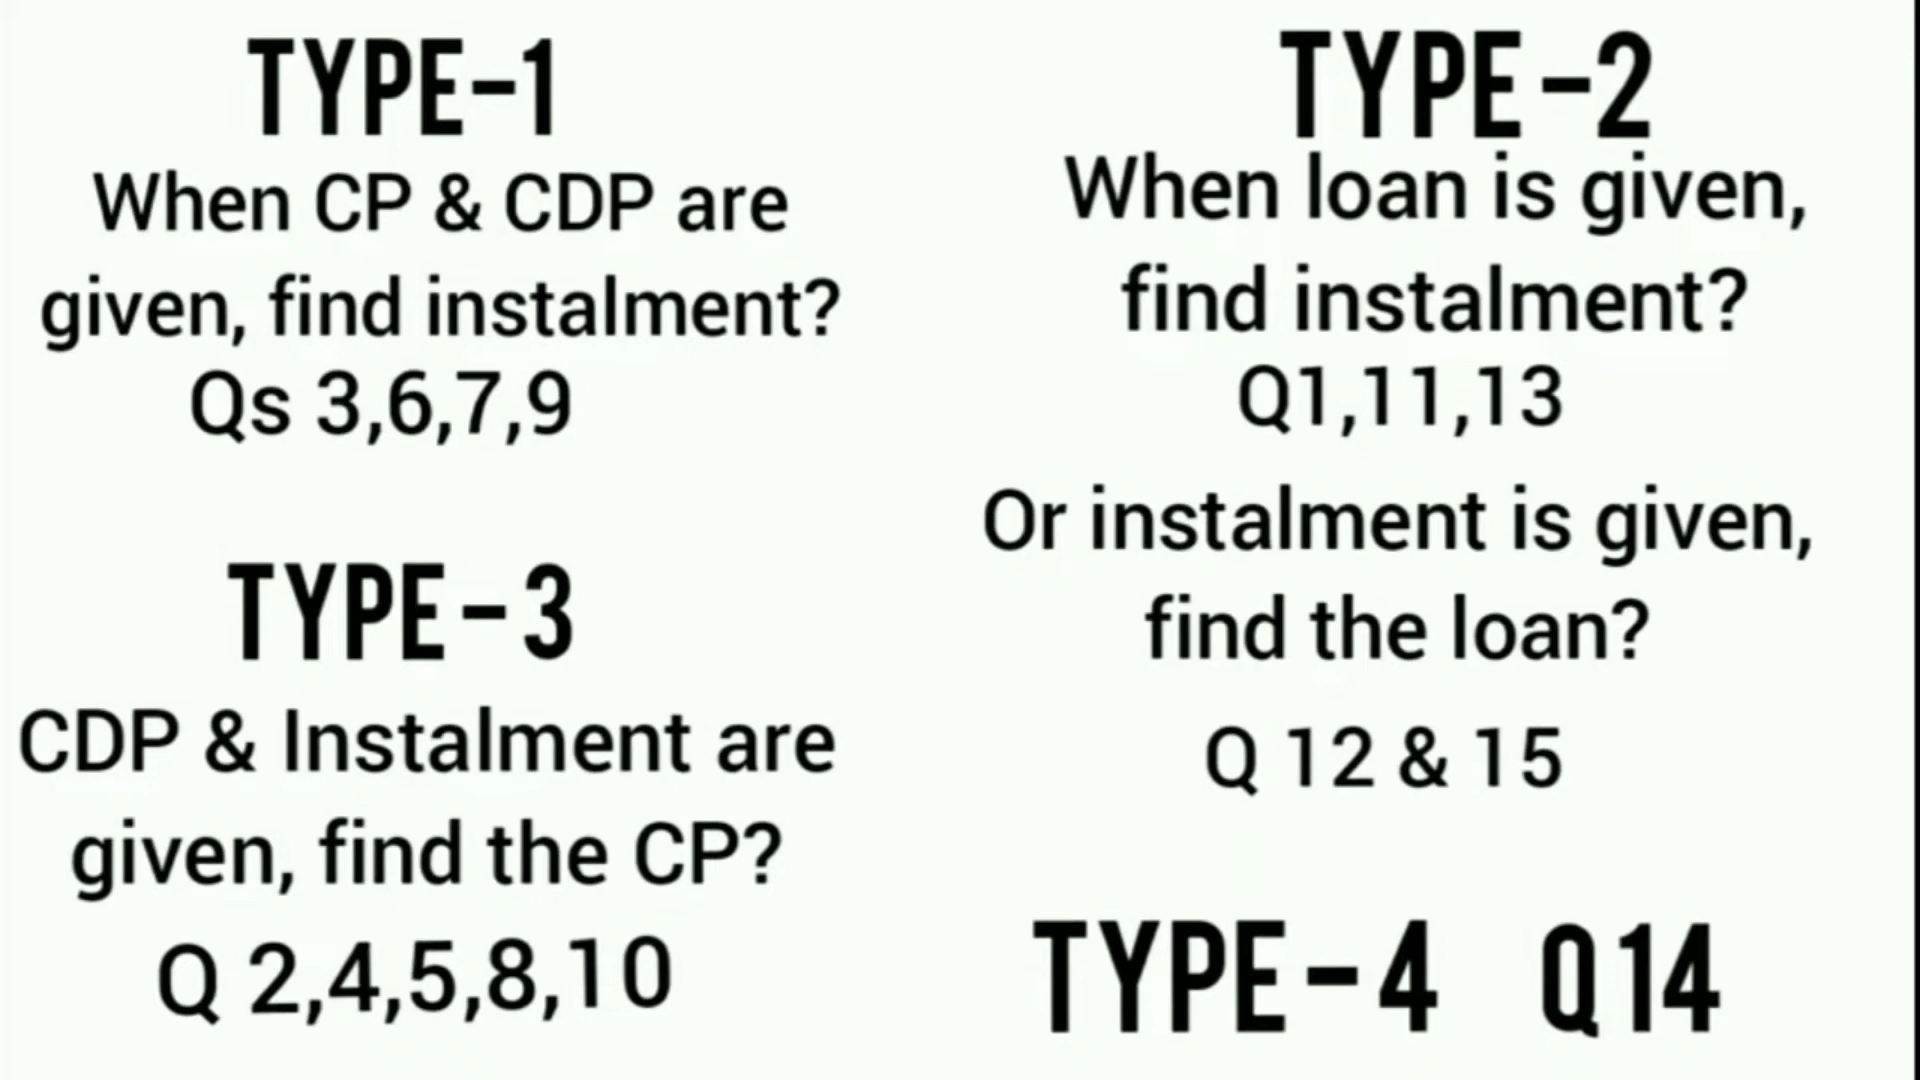 TYPE-1
When CP & CDP are
given, find instalment?
Qs 3,6,7,9
TYPE-3
CDP & Instalment are
given, find the CP?
Q 2,4,5,8,10
TYPE-2
When loan is given,
find instalment?
Q1,11,13
Or instalment is given,
find the loan?
Q 12 & 15
TYPE-4 Q14